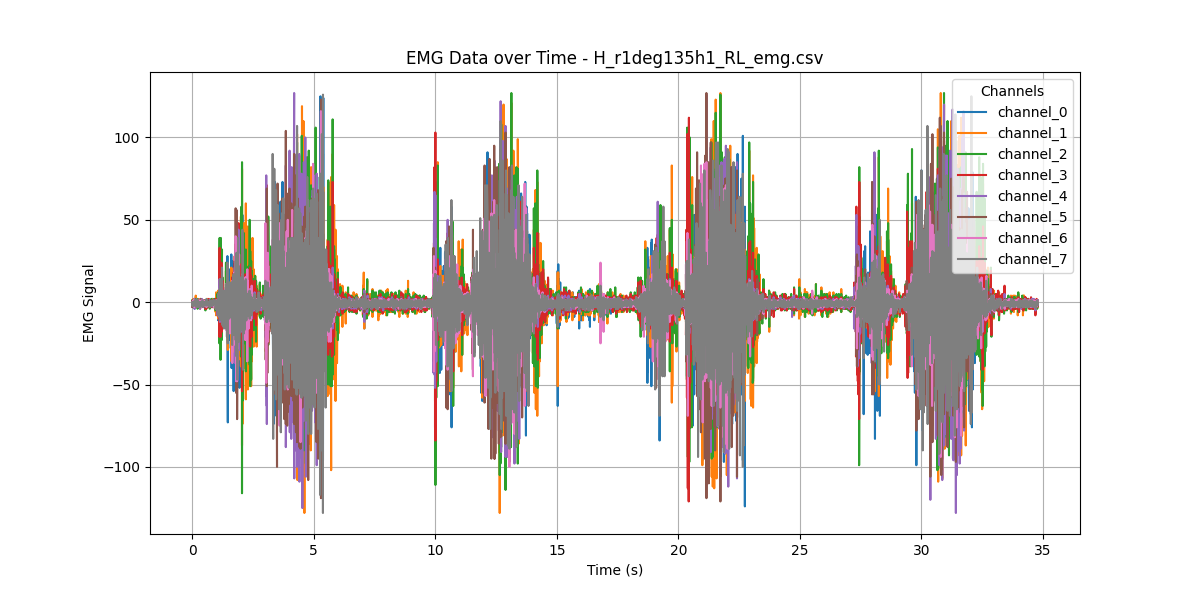 EMG Data over Time - H_r1deg135h1_RL_emg.csv
Channels
channel_0
channel_1
channel_2
channel_3
channel_4
channel_5
channel_6
channel_7
EMG Signal
100
50
0
−50
−100
0 5 10 15 20 25 30 35
Time (s)